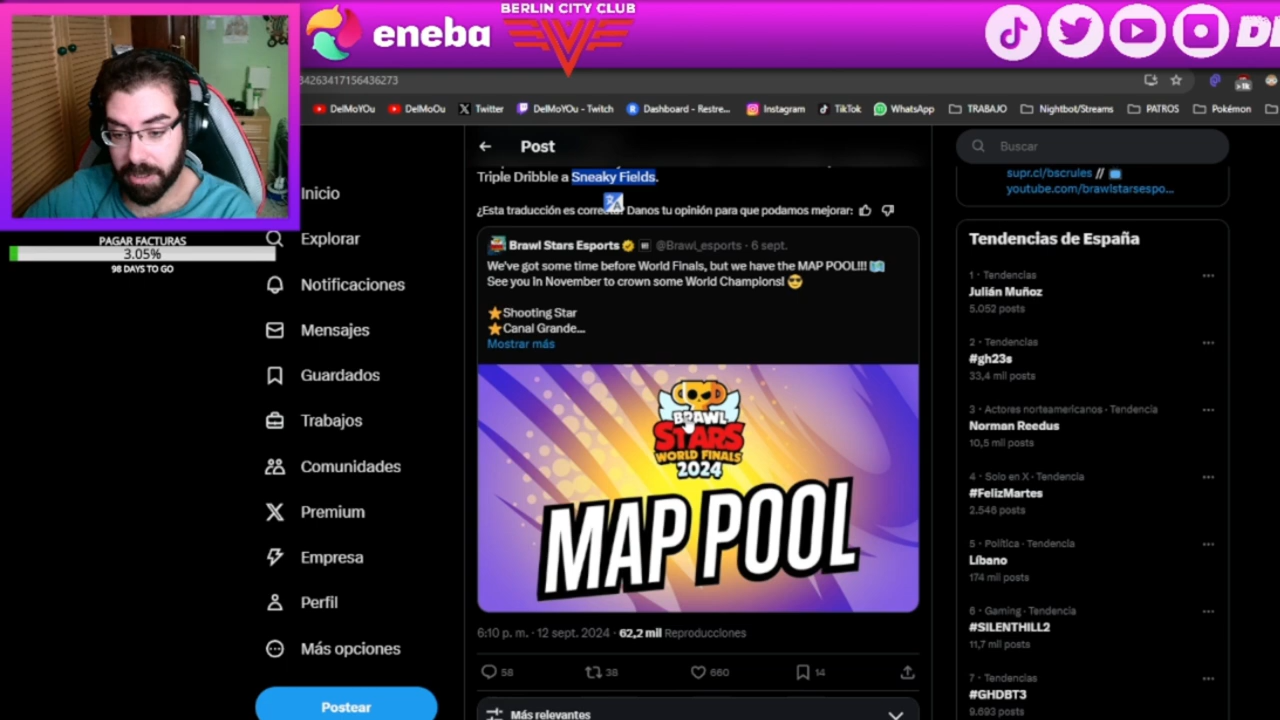 BERLIN CITY CLUB
eneba
34263417156436273
DelMoYOu
DelMoOu
Twitter
DelMoYOu - Twitch
Dashboard - Restre...
Instagram
TikTok
WhatsApp
TRABAJO
Nightbot/Streams
PATROS
Pokémon
PAGAR FACTURAS
3.05%
98 DAYS TO GO
Inicio
Explorar
Notificaciones
Mensajes
Guardados
Trabajos
Comunidades
Premium
Empresa
Perfil
Más opciones
Postear
Post
Triple Dribble a Sneaky Fields.
¿Esta traducción es correcta? Danos tu opinión para que podamos mejorar:
Brawl Stars Esports @Brawl_esports · 6 sept.
We've got some time before World Finals, but we have the MAP POOL!!!
See you in November to crown some World Champions!
Shooting Star
Canal Grande...
Mostrar más
BRAWL
STARS
WORLD FINALS
2024
MAP POOL
6:10 p. m. · 12 sept. 2024 · 62,2 mil Reproducciones
58
38
660
14
Más relevantes
Buscar
supr.cl/bscrules //
youtube.com/brawlstarsespo...
Tendencias de España
1 · Tendencias
Julián Muñoz
5.052 posts
2 · Tendencias
#gh23s
33,4 mil posts
3 · Actores norteamericanos · Tendencia
Norman Reedus
10,5 mil posts
4 · Solo en X · Tendencia
#FelizMartes
2.546 posts
5 · Política · Tendencia
Líbano
174 mil posts
6 · Gaming · Tendencia
#SILENTHILL2
11,7 mil posts
7 · Tendencias
#GHDBT3
9.693 posts